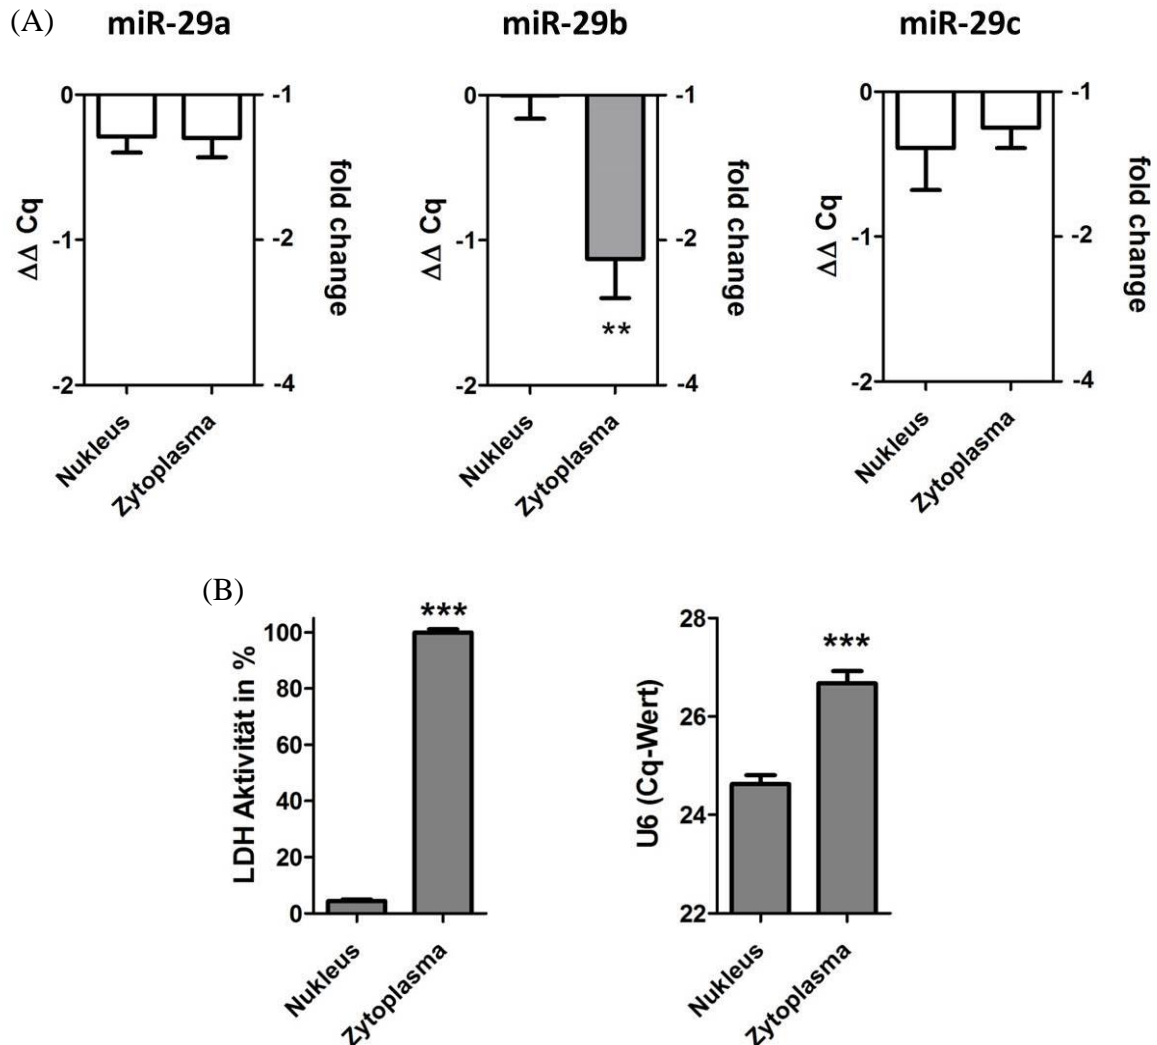 (A) miR-29a miR-29b miR-29c
0 -1 0 -1 0 -1
ΔΔ Cq fold change ΔΔ Cq fold change ΔΔ Cq fold change
-1 -2 -1 -2 -1 -2
**
-2 -4 -2 -4 -2 -4
Nukleus Zytoplasma Nukleus Zytoplasma Nukleus Zytoplasma
(B)
LDH Aktivität in %
***
100
80
60
40
20
0
Nukleus Zytoplasma
U6 (Cq-Wert)
***
28
26
24
22
Nukleus Zytoplasma